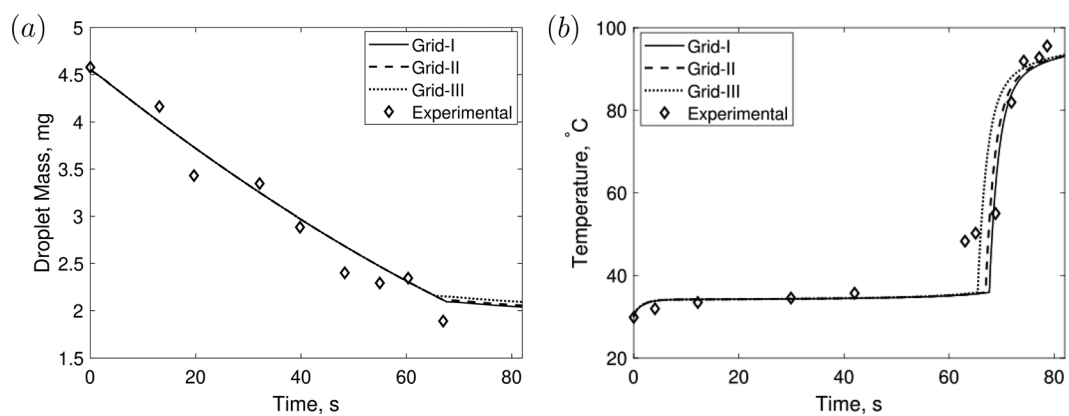 (a)
5
4.5
4
3.5
3
2.5
2
1.5
Droplet Mass, mg
0
20
40
60
80
Time, s
Grid-I
Grid-II
Grid-III
Experimental
(b)
100
80
60
40
20
Temperature, °C
0
20
40
60
80
Time, s
Grid-I
Grid-II
Grid-III
Experimental